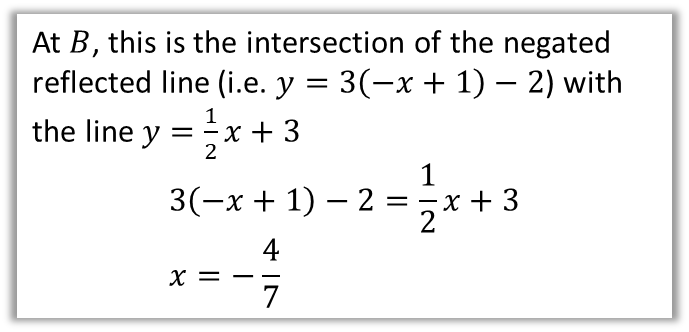 At B, this is the intersection of the negated
reflected line (i.e. y = 3(−x + 1) − 2) with
the line y = 1/2 x + 3
3(−x + 1) − 2 = 1/2 x + 3
x = − 4/7